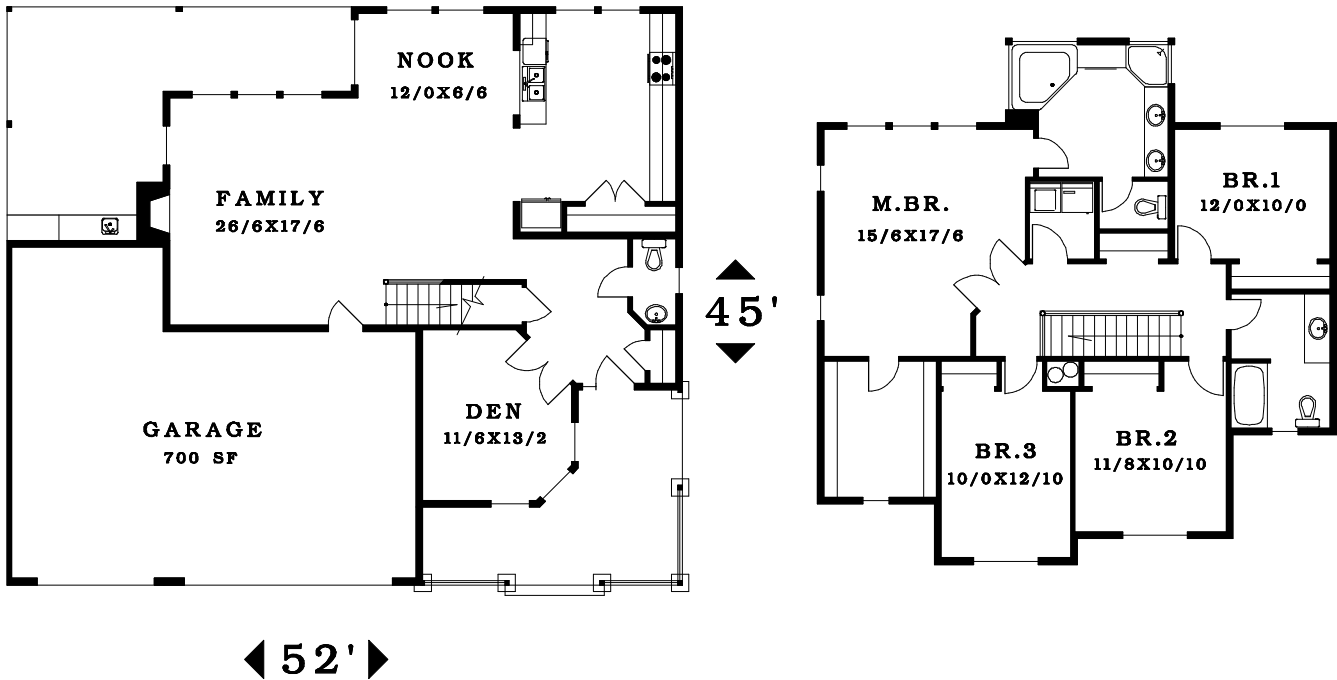 NOOK
12/0X6/6
FAMILY
26/6X17/6
GARAGE
700 SF
DEN
11/6X13/2
45'
52'
M.BR.
15/6X17/6
BR.1
12/0X10/0
BR.3
10/0X12/10
BR.2
11/8X10/10